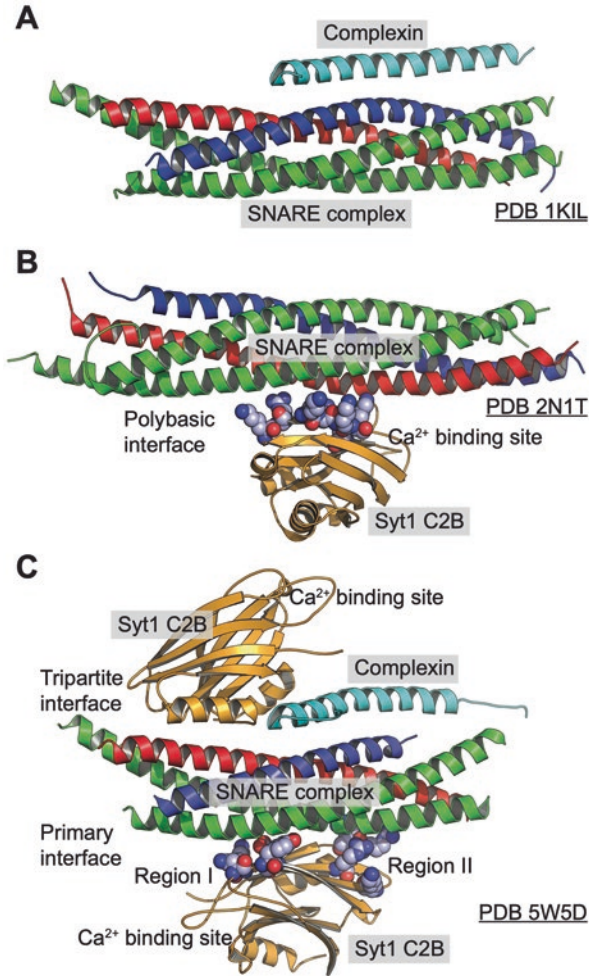 A
Complexin
SNARE complex
PDB 1KIL
B
SNARE complex
PDB 2N1T
Polybasic
interface
Ca²⁺ binding site
Syt1 C2B
C
Ca²⁺ binding site
Syt1 C2B
Tripartite
interface
Complexin
SNARE complex
Primary
interface
Region I
Region II
PDB 5W5D
Ca²⁺ binding site
Syt1 C2B